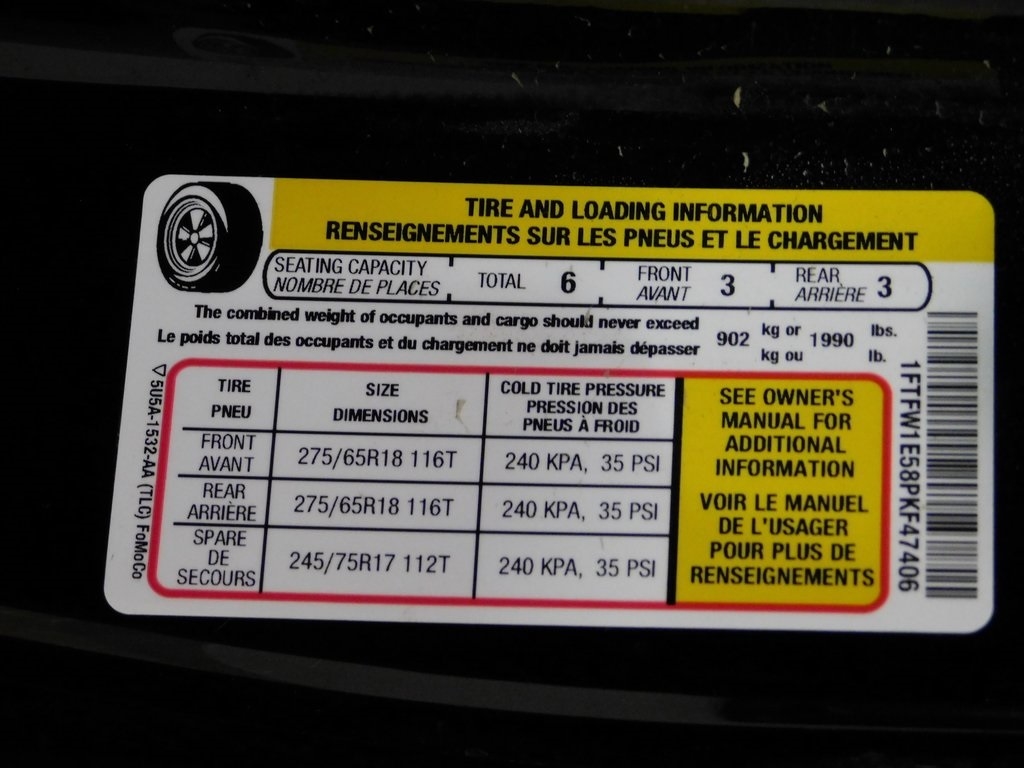 TIRE AND LOADING INFORMATION
RENSEIGNEMENTS SUR LES PNEUS ET LE CHARGEMENT
SEATING CAPACITY
NOMBRE DE PLACES
TOTAL 6
FRONT
AVANT 3
REAR
ARRIÈRE 3
The combined weight of occupants and cargo should never exceed
Le poids total des occupants et du chargement ne doit jamais dépasser
902 kg or 1990 lbs.
kg ou lb.
TIRE
PNEU
SIZE
DIMENSIONS
COLD TIRE PRESSURE
PRESSION DES
PNEUS À FROID
FRONT
AVANT
275/65R18 116T
240 KPA, 35 PSI
REAR
ARRIÈRE
275/65R18 116T
240 KPA, 35 PSI
SPARE
DE
SECOURS
245/75R17 112T
240 KPA, 35 PSI
SEE OWNER'S
MANUAL FOR
ADDITIONAL
INFORMATION
VOIR LE MANUEL
DE L'USAGER
POUR PLUS DE
RENSEIGNEMENTS
1FTFW1E58PKF47406
5U5A-1532-AA (TLC) FoMoCo